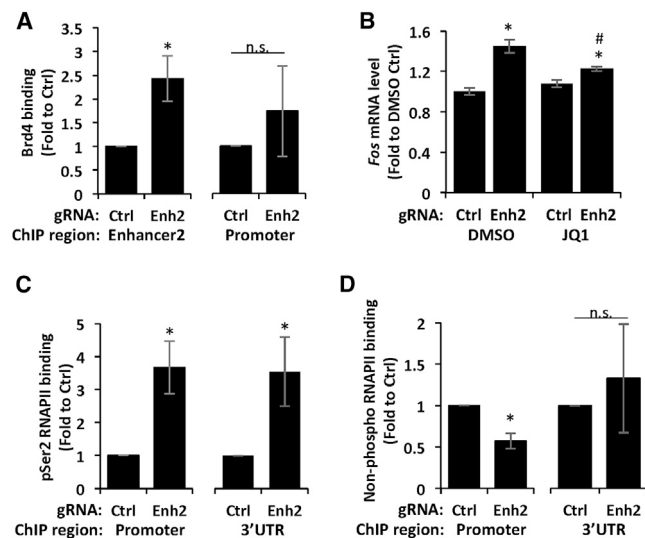 A
Brd4 binding
(Fold to Ctrl)
3.5
3
2.5
2
1.5
1
0.5
0
*
n.s.
gRNA: Ctrl Enh2 Ctrl Enh2
ChIP region: Enhancer2 Promoter
B
Fos mRNA level
(Fold to DMSO Ctrl)
1.6
1.2
0.8
0.4
0
*
#
*
gRNA: Ctrl Enh2 Ctrl Enh2
DMSO JQ1
C
pSer2 RNAPII binding
(Fold to Ctrl)
5
4
3
2
1
0
*
*
gRNA: Ctrl Enh2 Ctrl Enh2
ChIP region: Promoter 3’UTR
D
Non-phospho RNAPII binding
(Fold to Ctrl)
2
1.5
1
0.5
0
*
n.s.
gRNA: Ctrl Enh2 Ctrl Enh2
ChIP region: Promoter 3’UTR